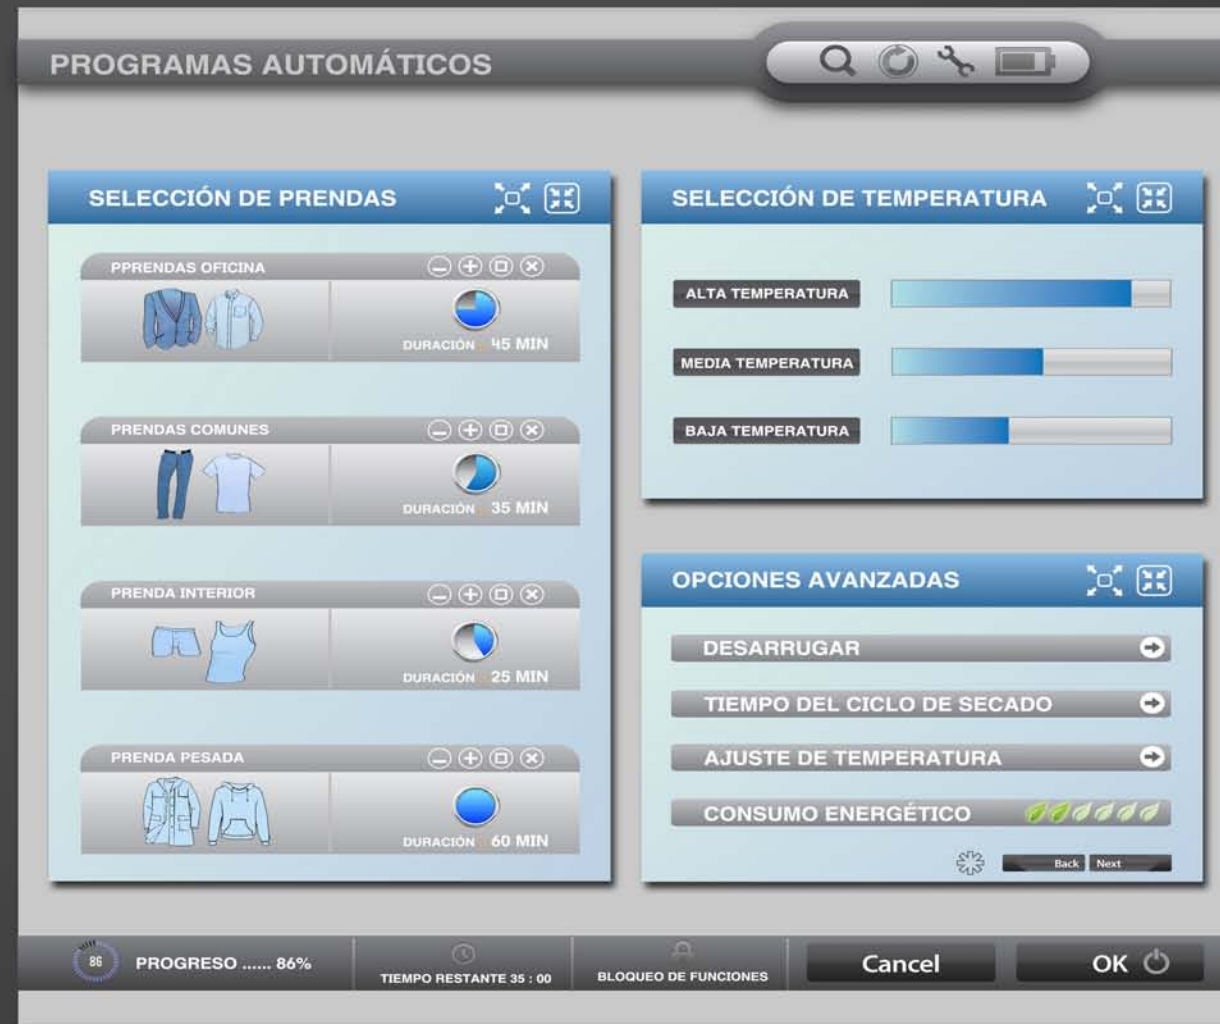 PROGRAMAS AUTOMÁTICOS
SELECCIÓN DE PRENDAS
PPRENDAS OFICINA
DURACIÓN 45 MIN
PRENDAS COMUNES
DURACIÓN 35 MIN
PRENDA INTERIOR
DURACIÓN 25 MIN
PRENDA PESADA
DURACIÓN 60 MIN
SELECCIÓN DE TEMPERATURA
ALTA TEMPERATURA
MEDIA TEMPERATURA
BAJA TEMPERATURA
OPCIONES AVANZADAS
DESARRUGAR
TIEMPO DEL CICLO DE SECADO
AJUSTE DE TEMPERATURA
CONSUMO ENERGÉTICO
Back Next
86 PROGRESO ...... 86%
TIEMPO RESTANTE 35 : 00
BLOQUEO DE FUNCIONES
Cancel
OK